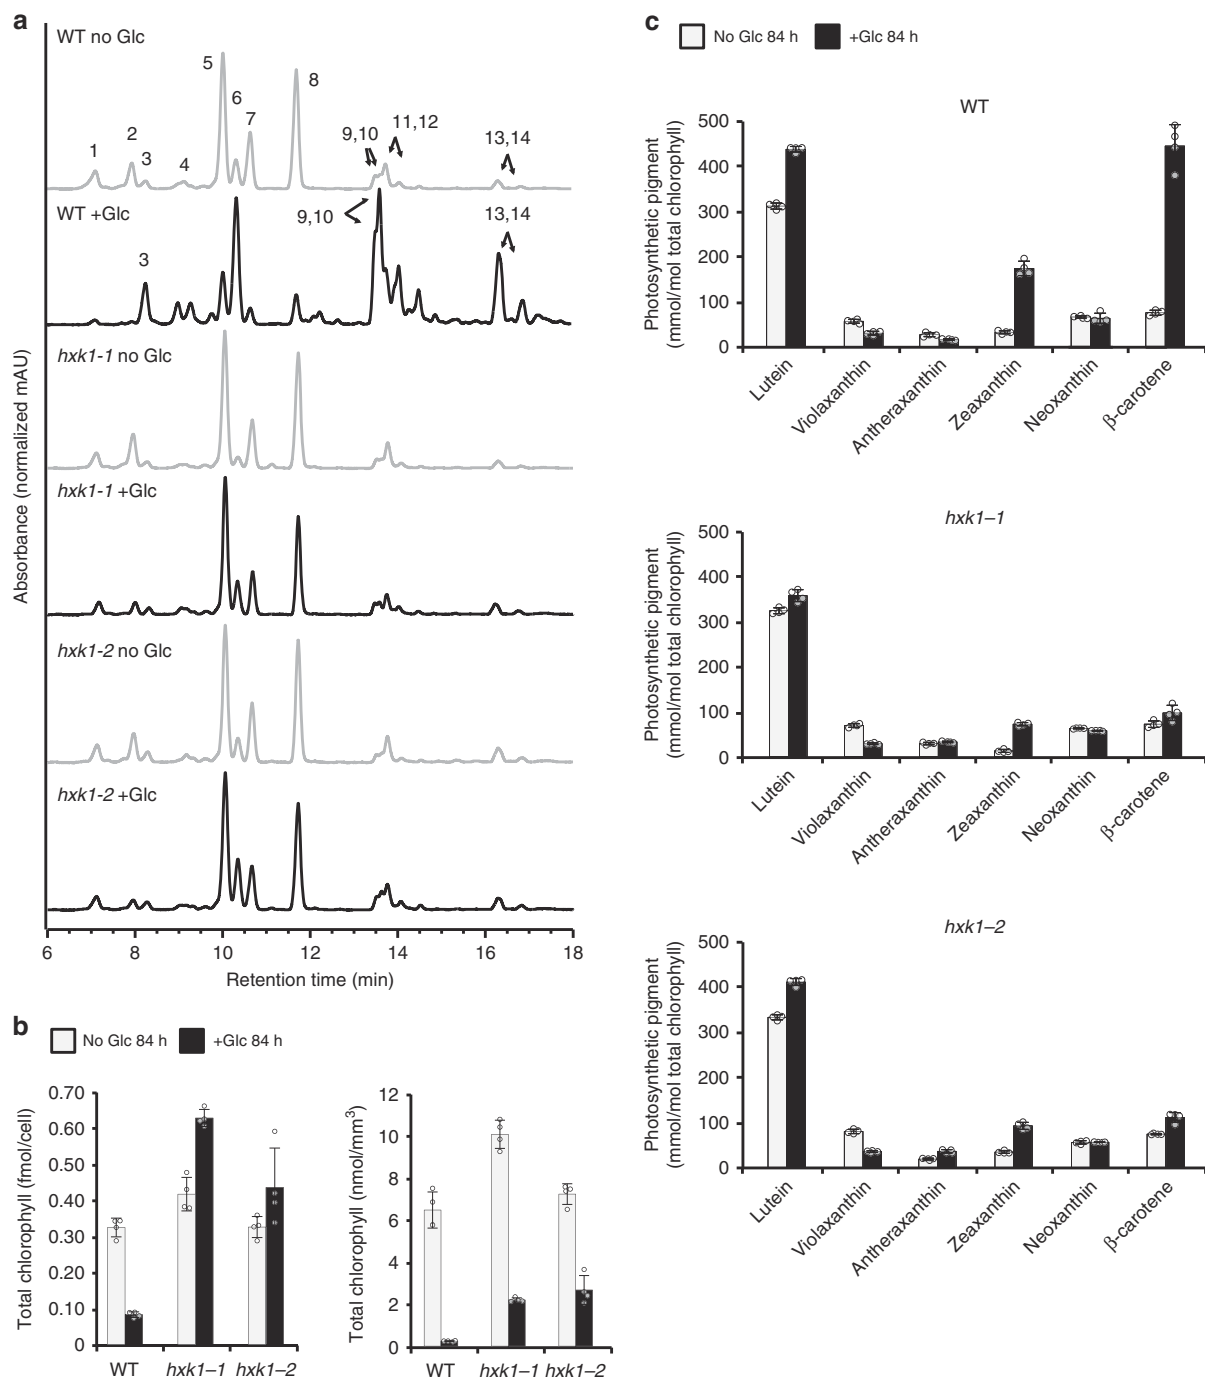 a
WT no Glc
1
2
3
4
5
6
7
8
9,10
11,12
13,14
WT +Glc
3
9,10
13,14
hxk1-1 no Glc
hxk1-1 +Glc
hxk1-2 no Glc
hxk1-2 +Glc
Absorbance (normalized mAU)
6 8 10 12 14 16 18
Retention time (min)
b
No Glc 84 h +Glc 84 h
Total chlorophyll (fmol/cell)
0.70
0.60
0.50
0.40
0.30
0.20
0.10
0
WT hxk1–1 hxk1–2
Total chlorophyll (nmol/mm³)
12
10
8
6
4
2
0
WT hxk1–1 hxk1–2
c
No Glc 84 h +Glc 84 h
WT
Photosynthetic pigment
(mmol/mol total chlorophyll)
500
400
300
200
100
0
Lutein
Violaxanthin
Antheraxanthin
Zeaxanthin
Neoxanthin
β-carotene
hxk1–1
Photosynthetic pigment
(mmol/mol total chlorophyll)
500
400
300
200
100
0
Lutein
Violaxanthin
Antheraxanthin
Zeaxanthin
Neoxanthin
β-carotene
hxk1–2
Photosynthetic pigment
(mmol/mol total chlorophyll)
500
400
300
200
100
0
Lutein
Violaxanthin
Antheraxanthin
Zeaxanthin
Neoxanthin
β-carotene